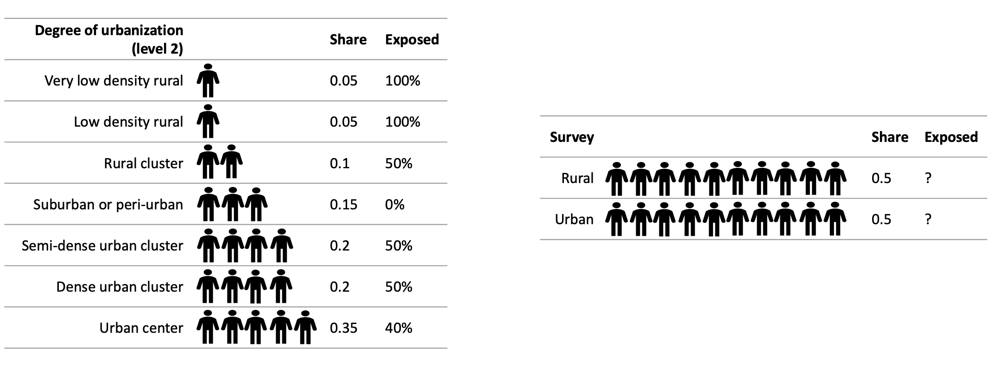 Degree of urbanization
(level 2) Share Exposed
Very low density rural 0.05 100%
Low density rural 0.05 100%
Rural cluster 0.1 50%
Suburban or peri-urban 0.15 0%
Semi-dense urban cluster 0.2 50%
Dense urban cluster 0.2 50%
Urban center 0.35 40%
Survey Share Exposed
Rural 0.5 ?
Urban 0.5 ?